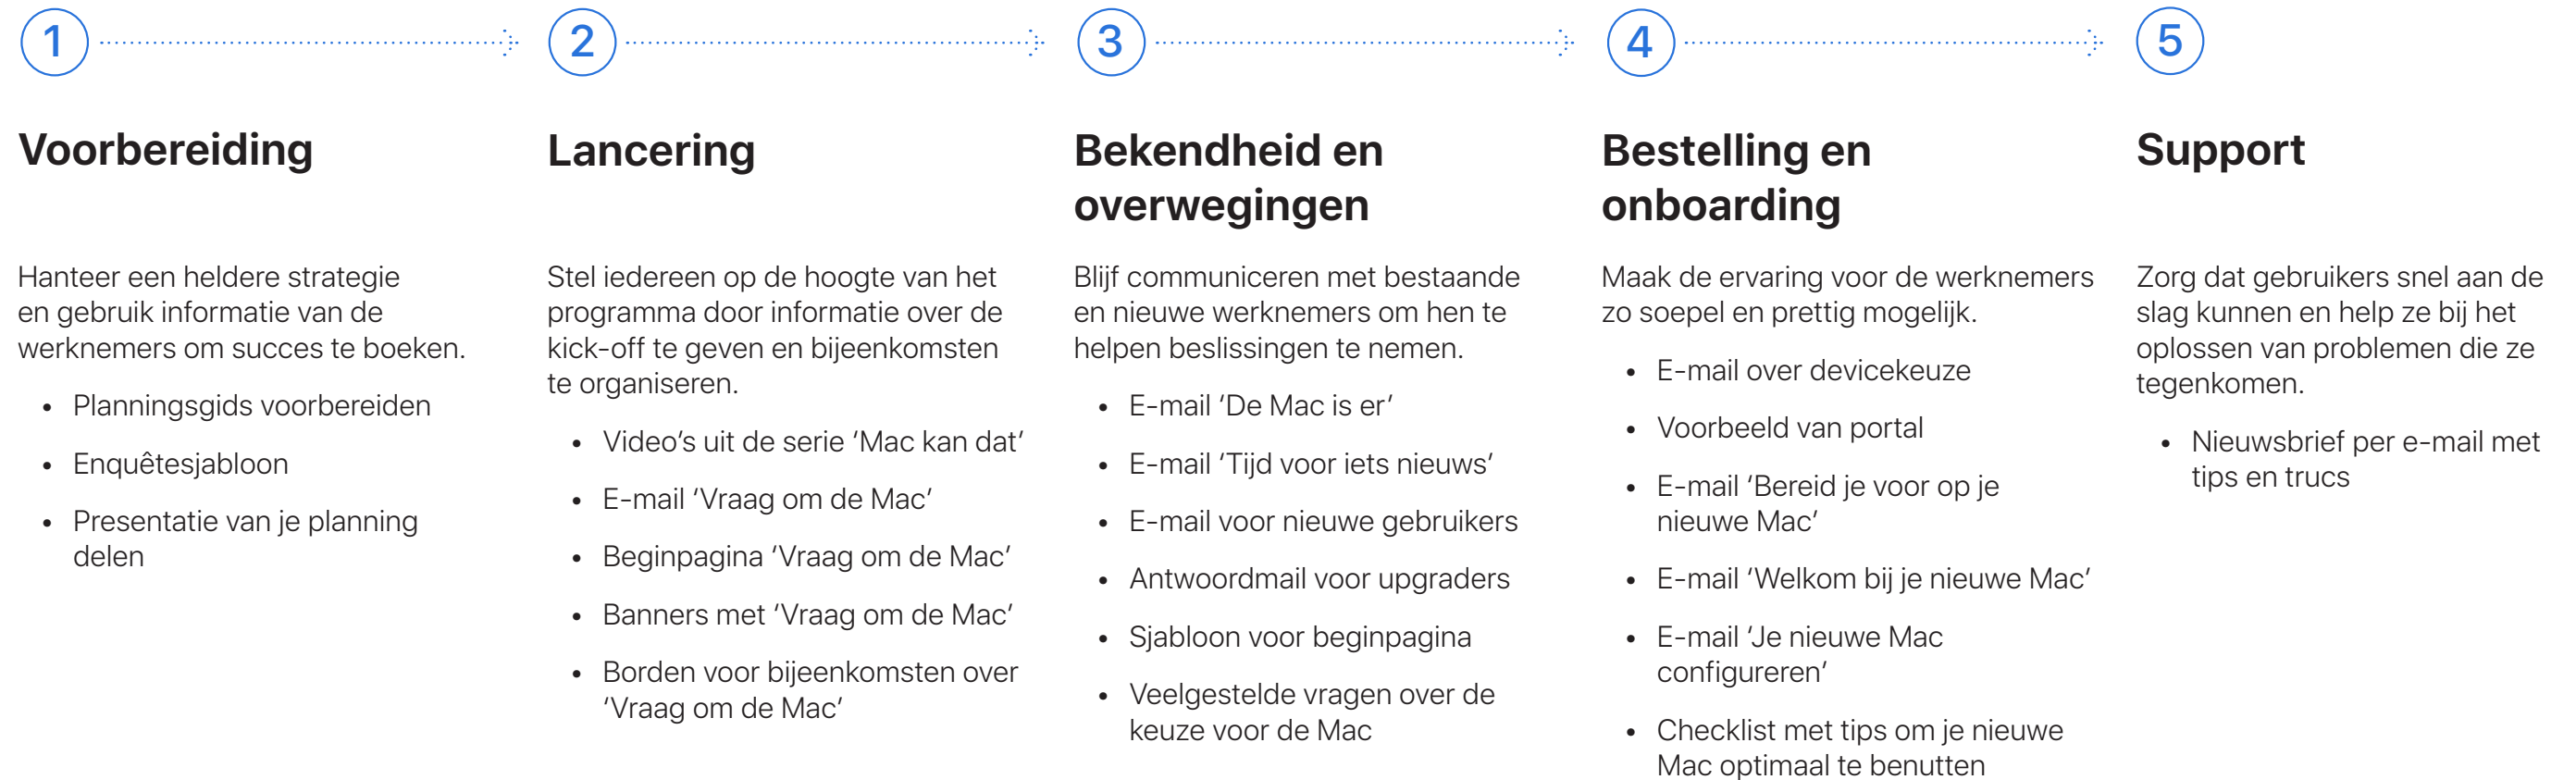 1
Voorbereiding
Hanteer een heldere strategie
en gebruik informatie van de
werknemers om succes te boeken.
• Planningsgids voorbereiden
• Enquêtesjabloon
• Presentatie van je planning
delen
2
Lancering
Stel iedereen op de hoogte van het
programma door informatie over de
kick-off te geven en bijeenkomsten
te organiseren.
• Video’s uit de serie ‘Mac kan dat’
• E-mail ‘Vraag om de Mac’
• Beginpagina ‘Vraag om de Mac’
• Banners met ‘Vraag om de Mac’
• Borden voor bijeenkomsten over
‘Vraag om de Mac’
3
Bekendheid en
overwegingen
Blijf communiceren met bestaande
en nieuwe werknemers om hen te
helpen beslissingen te nemen.
• E-mail ‘De Mac is er’
• E-mail ‘Tijd voor iets nieuws’
• E-mail voor nieuwe gebruikers
• Antwoordmail voor upgraders
• Sjabloon voor beginpagina
• Veelgestelde vragen over de
keuze voor de Mac
4
Bestelling en
onboarding
Maak de ervaring voor de werknemers
zo soepel en prettig mogelijk.
• E-mail over devicekeuze
• Voorbeeld van portal
• E-mail ‘Bereid je voor op je
nieuwe Mac’
• E-mail ‘Welkom bij je nieuwe Mac’
• E-mail ‘Je nieuwe Mac
configureren’
• Checklist met tips om je nieuwe
Mac optimaal te benutten
5
Support
Zorg dat gebruikers snel aan de
slag kunnen en help ze bij het
oplossen van problemen die ze
tegenkomen.
• Nieuwsbrief per e-mail met
tips en trucs